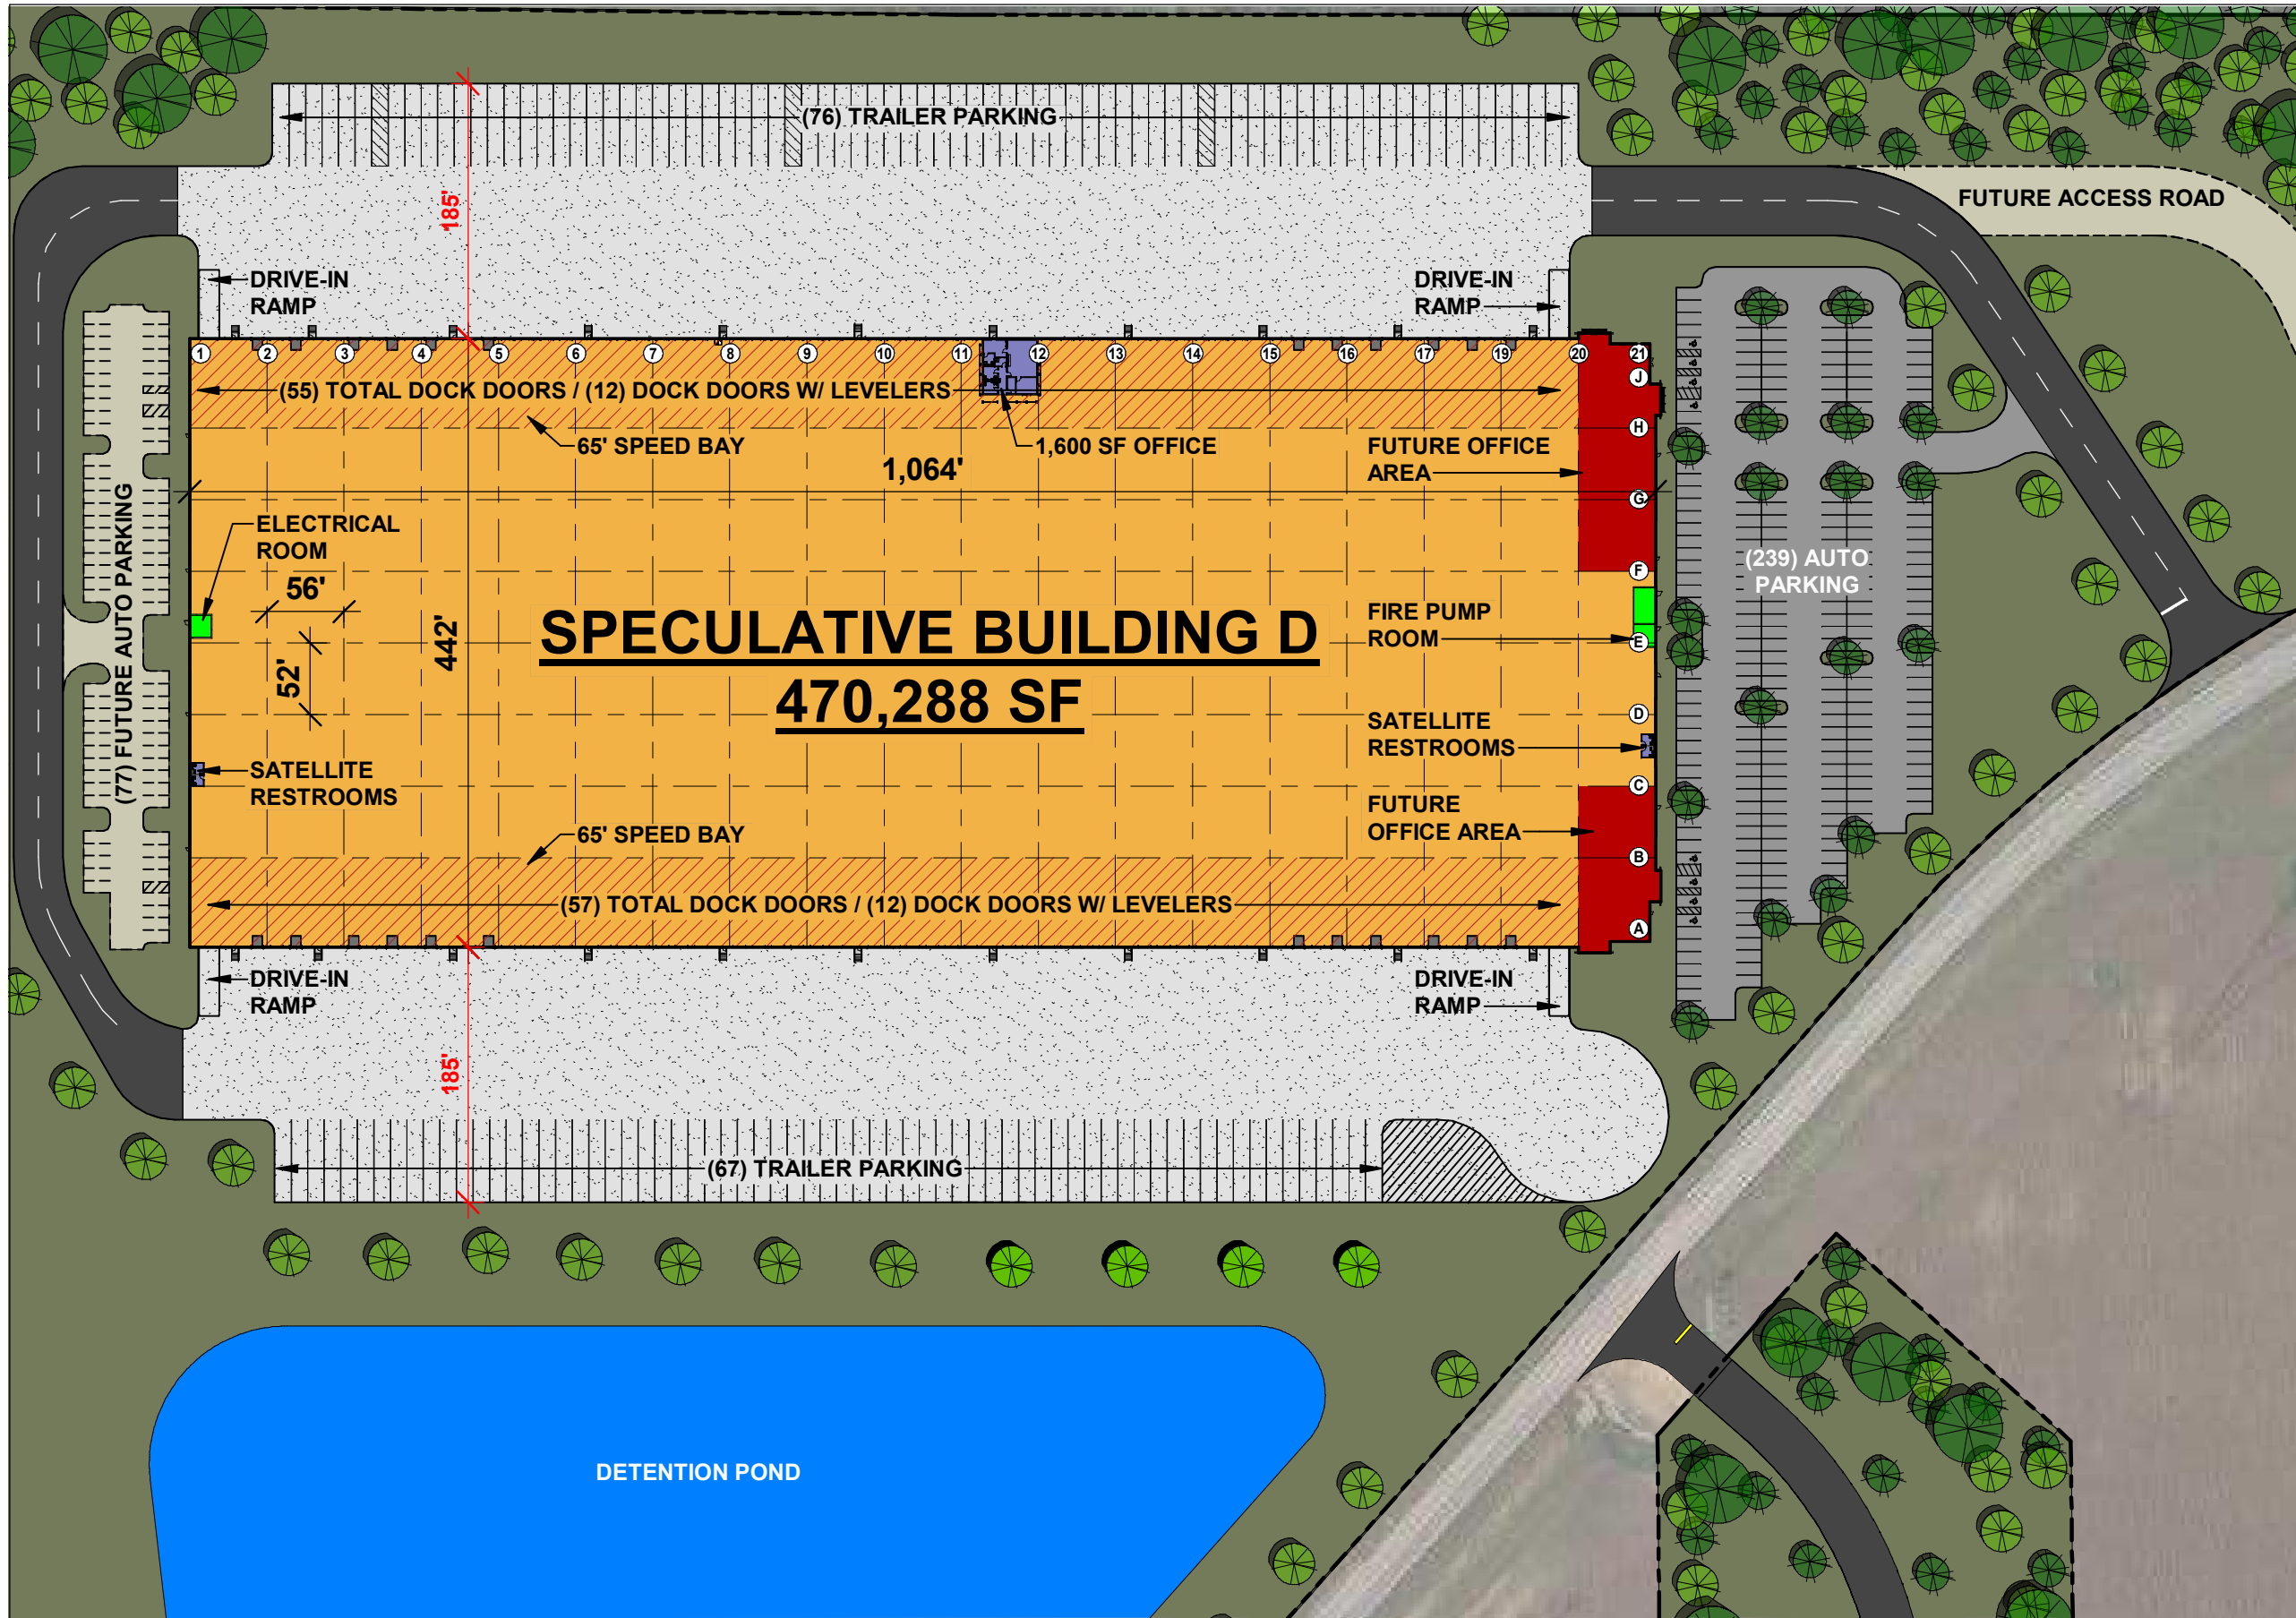 (76) TRAILER PARKING
185'
FUTURE ACCESS ROAD
DRIVE-IN
RAMP
DRIVE-IN
RAMP
1 2 3 4 5 6 7 8 9 10 11 12 13 14 15 16 17 19 20 21
J
(55) TOTAL DOCK DOORS / (12) DOCK DOORS W/ LEVELERS
H
65' SPEED BAY
1,600 SF OFFICE
FUTURE OFFICE
AREA
1,064'
G
ELECTRICAL
ROOM
(77) FUTURE AUTO PARKING
F
(239) AUTO
PARKING
56'
442'
52'
SPECULATIVE BUILDING D
470,288 SF
FIRE PUMP
ROOM
E
D
SATELLITE
RESTROOMS
SATELLITE
RESTROOMS
C
FUTURE
OFFICE AREA
65' SPEED BAY
B
(57) TOTAL DOCK DOORS / (12) DOCK DOORS W/ LEVELERS
A
DRIVE-IN
RAMP
DRIVE-IN
RAMP
185'
(67) TRAILER PARKING
DETENTION POND